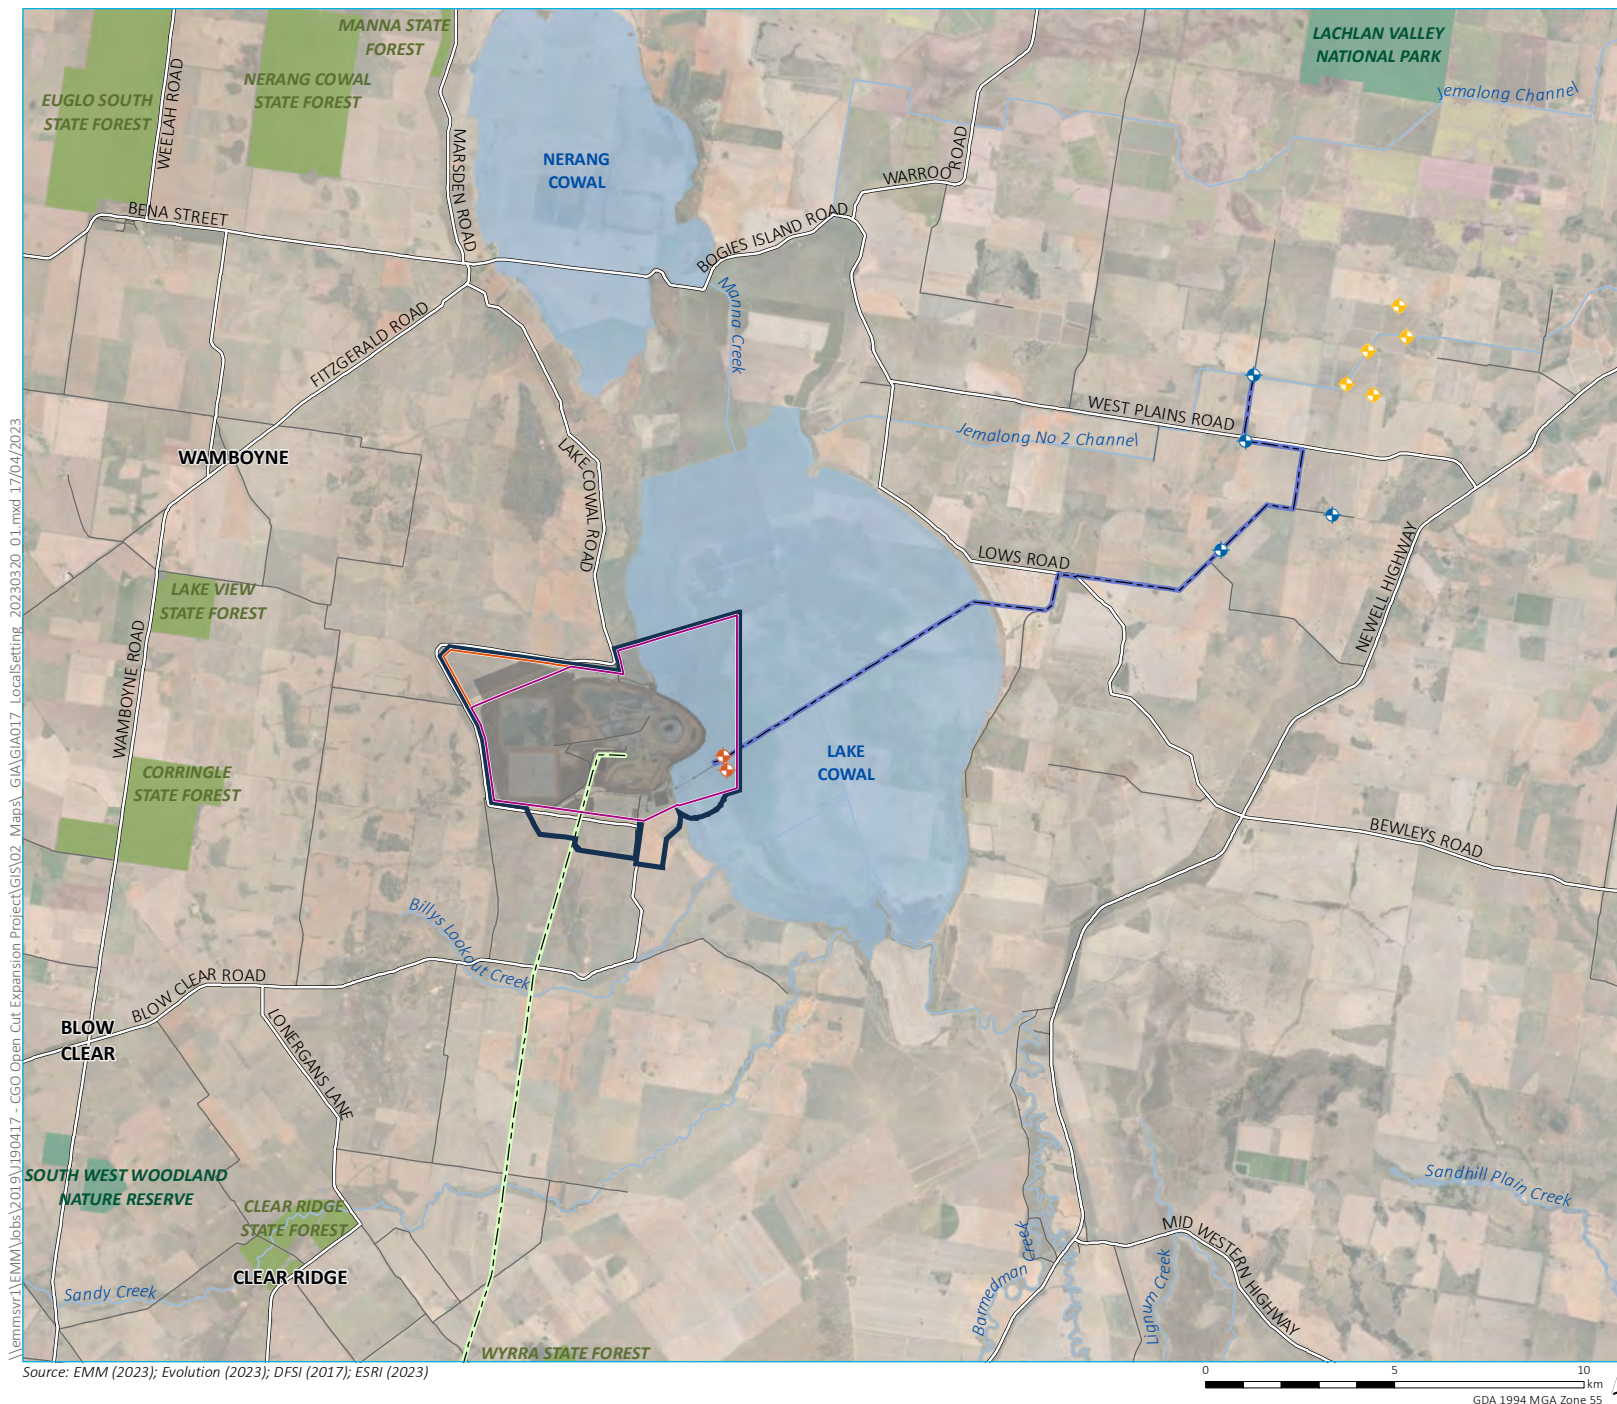 MANNA STATE
FOREST
LACHLAN VALLEY
NATIONAL PARK
NERANG COWAL
STATE FOREST
EUGLO SOUTH
STATE FOREST
WEELAH ROAD
Jemalong Channel
MARSDEN ROAD
NERANG
COWAL
WARROO ROAD
BENA STREET
BOGIES ISLAND ROAD
Manna Creek
FITZGERALD ROAD
WEST PLAINS ROAD
Jemalong No 2 Channel
WAMBOYNE
LAKE COWAL ROAD
LOWS ROAD
NEWELL HIGHWAY
LAKE VIEW
STATE FOREST
WAMBOYNE ROAD
LAKE
COWAL
CORRINGLE
STATE FOREST
BEWLEYS ROAD
Billys Lookout Creek
BLOW CLEAR ROAD
BLOW
CLEAR
LONERGANS LANE
SOUTH WEST WOODLAND
NATURE RESERVE
CLEAR RIDGE
STATE FOREST
Sandhill Plain Creek
MID WESTERN HIGHWAY
CLEAR RIDGE
Sandy Creek
Barmedman Creek
Lignum Creek
WYRRA STATE FOREST
\\emmsvr1\EMM\Jobs\2019\J190417 - CGO Open Cut Expansion Project\GIS\02_Maps\_GIA\GIA017_LocalSetting_20230320_01.mxd 17/04/2023
Source: EMM (2023); Evolution (2023); DFSI (2017); ESRI (2023)
0 5 10
km
GDA 1994 MGA Zone 55